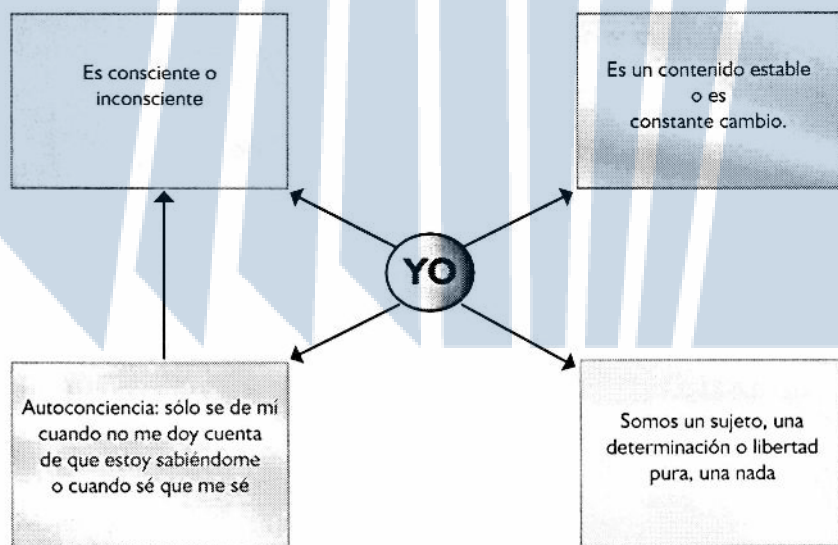 Es consciente o
inconsciente
Es un contenido estable
o es
constante cambio.
YO
Autoconciencia: sólo se de mí
cuando no me doy cuenta
de que estoy sabiéndome
o cuando sé que me sé
Somos un sujeto, una
determinación o libertad
pura, una nada